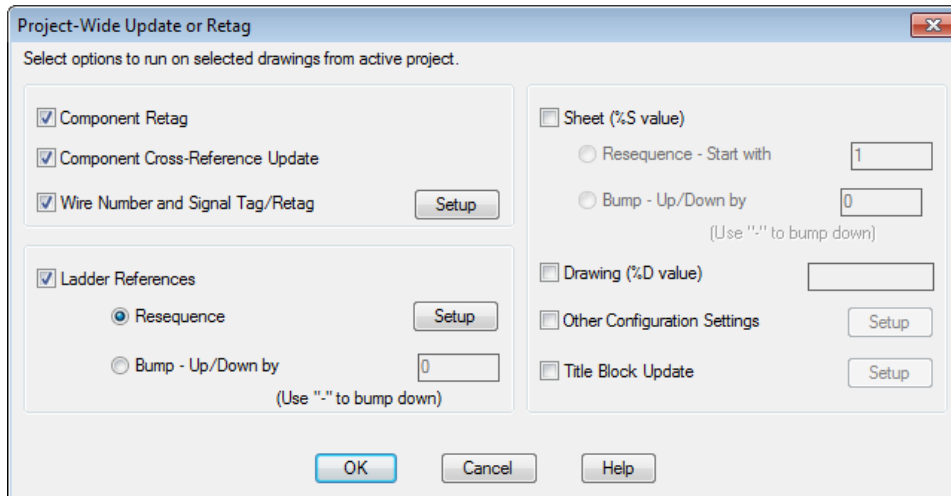 Project-Wide Update or Retag
Select options to run on selected drawings from active project.
Component Retag
Component Cross-Reference Update
Wire Number and Signal Tag/Retag
Setup
Ladder References
Resequence
Setup
Bump - Up/Down by
0
(Use "-" to bump down)
Sheet (%S value)
Resequence - Start with
1
Bump - Up/Down by
0
(Use "-" to bump down)
Drawing (%D value)
Other Configuration Settings
Setup
Title Block Update
Setup
OK
Cancel
Help